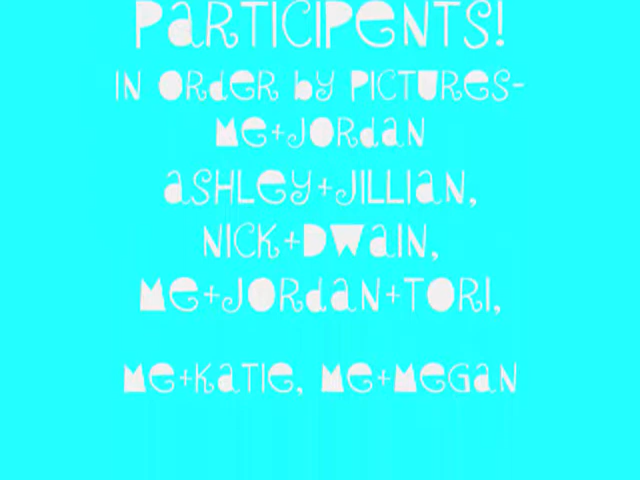 PaRTICIPeNTS!
IN ORdeR by PICTURes-
Me+JORdaN
aSHLey+JILLIaN,
NICK+DWaIN,
Me+JORdaN+TORI,
Me+KaTIe, Me+MeGaN